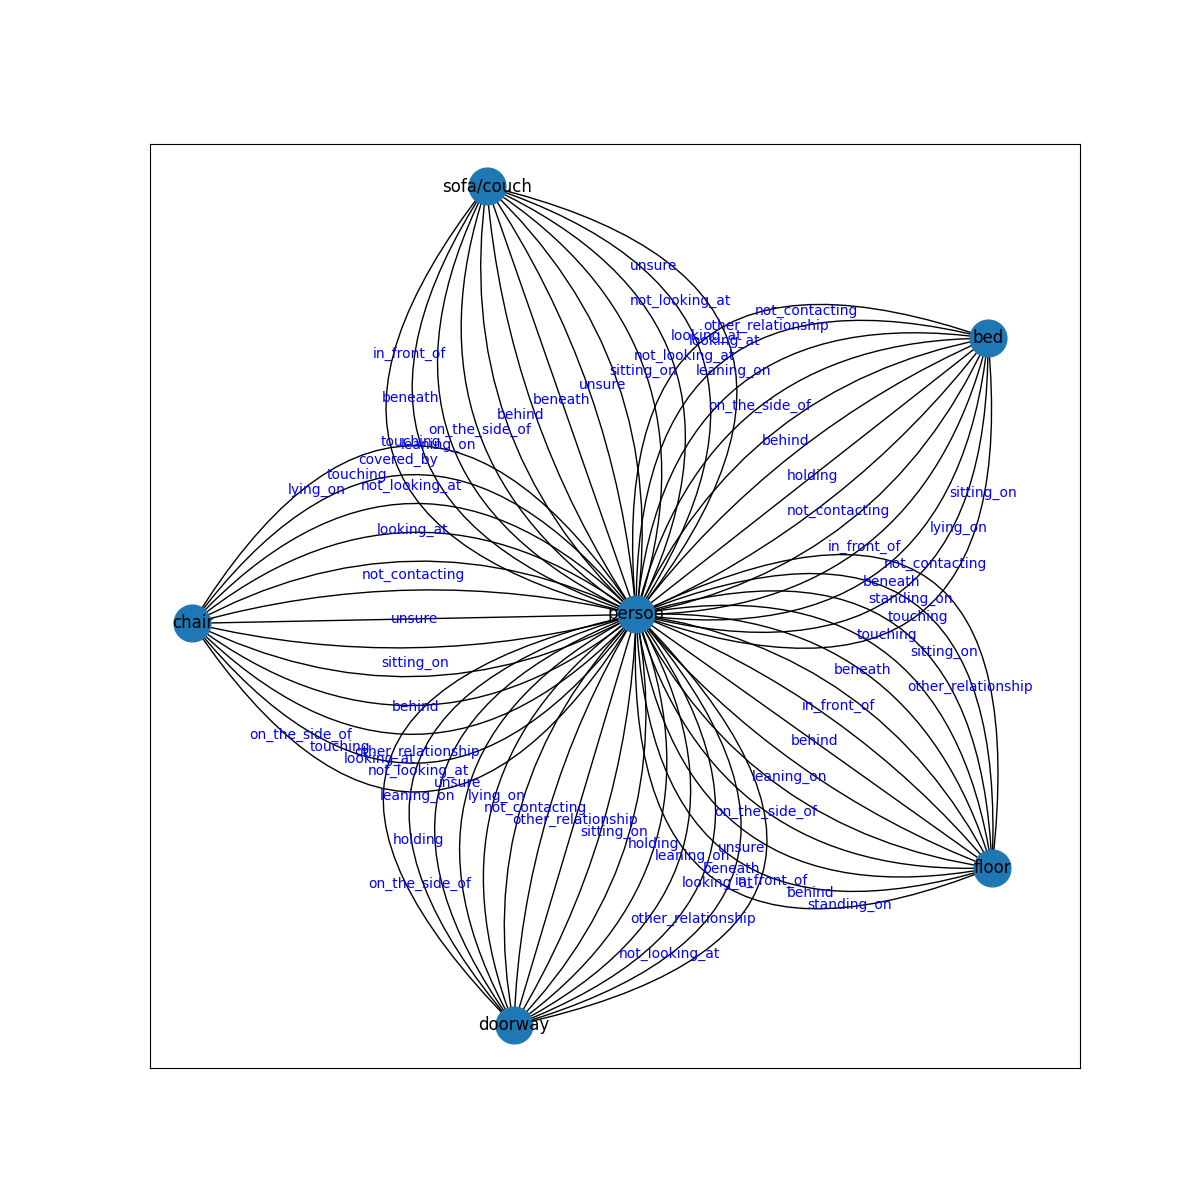 sofa/couch
unsure
not_looking_at
not_contacting
other_relationship
looking_at
looking_at
bed
in_front_of
not_looking_at
sitting_on
leaning_on
unsure
beneath
beneath
on_the_side_of
behind
on_the_side_of
behind
touching
leaning_on
covered_by
touching
holding
lying_on
not_looking_at
sitting_on
not_contacting
looking_at
lying_on
in_front_of
not_contacting
not_contacting
beneath
standing_on
person
touching
unsure
chair
touching
sitting_on
sitting_on
beneath
other_relationship
behind
in_front_of
on_the_side_of
behind
touching
other_relationship
looking_at
not_looking_at
leaning_on
unsure
leaning_on
lying_on
not_contacting
on_the_side_of
other_relationship
sitting_on
holding
holding
unsure
leaning_on
beneath
floor
on_the_side_of
looking_at
in_front_of
behind
standing_on
other_relationship
not_looking_at
doorway